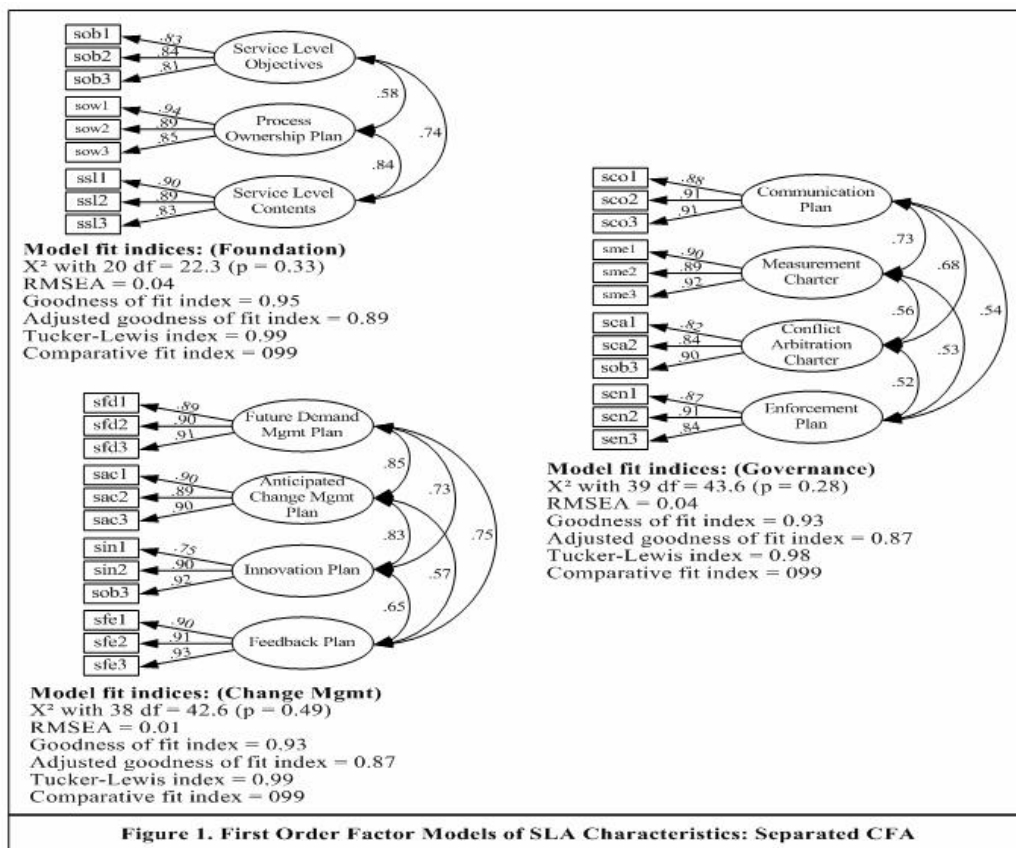 sob1
sob2
sob3
.83
.84
.81
Service Level
Objectives
sow1
sow2
sow3
.94
.89
.85
Process
Ownership Plan
ssl1
ssl2
ssl3
.90
.89
.83
Service Level
Contents
.58
.84
.74
Model fit indices: (Foundation)
X² with 20 df = 22.3 (p = 0.33)
RMSEA = 0.04
Goodness of fit index = 0.95
Adjusted goodness of fit index = 0.89
Tucker-Lewis index = 0.99
Comparative fit index = 099
sco1
sco2
sco3
.88
.91
.91
Communication
Plan
sme1
sme2
sme3
.90
.89
.92
Measurement
Charter
sca1
sca2
sob3
.82
.84
.90
Conflict
Arbitration
Charter
sen1
sen2
sen3
.87
.91
.84
Enforcement
Plan
.73
.56
.52
.68
.53
.54
Model fit indices: (Governance)
X² with 39 df = 43.6 (p = 0.28)
RMSEA = 0.04
Goodness of fit index = 0.93
Adjusted goodness of fit index = 0.87
Tucker-Lewis index = 0.98
Comparative fit index = 099
sfd1
sfd2
sfd3
.89
.90
.91
Future Demand
Mgmt Plan
sac1
sac2
sac3
.90
.89
.90
Anticipated
Change Mgmt
Plan
sin1
sin2
sob3
.75
.90
.92
Innovation Plan
sfe1
sfe2
sfe3
.90
.91
.93
Feedback Plan
.85
.83
.65
.73
.57
.75
Model fit indices: (Change Mgmt)
X² with 38 df = 42.6 (p = 0.49)
RMSEA = 0.01
Goodness of fit index = 0.93
Adjusted goodness of fit index = 0.87
Tucker-Lewis index = 0.99
Comparative fit index = 099
Figure 1. First Order Factor Models of SLA Characteristics: Separated CFA